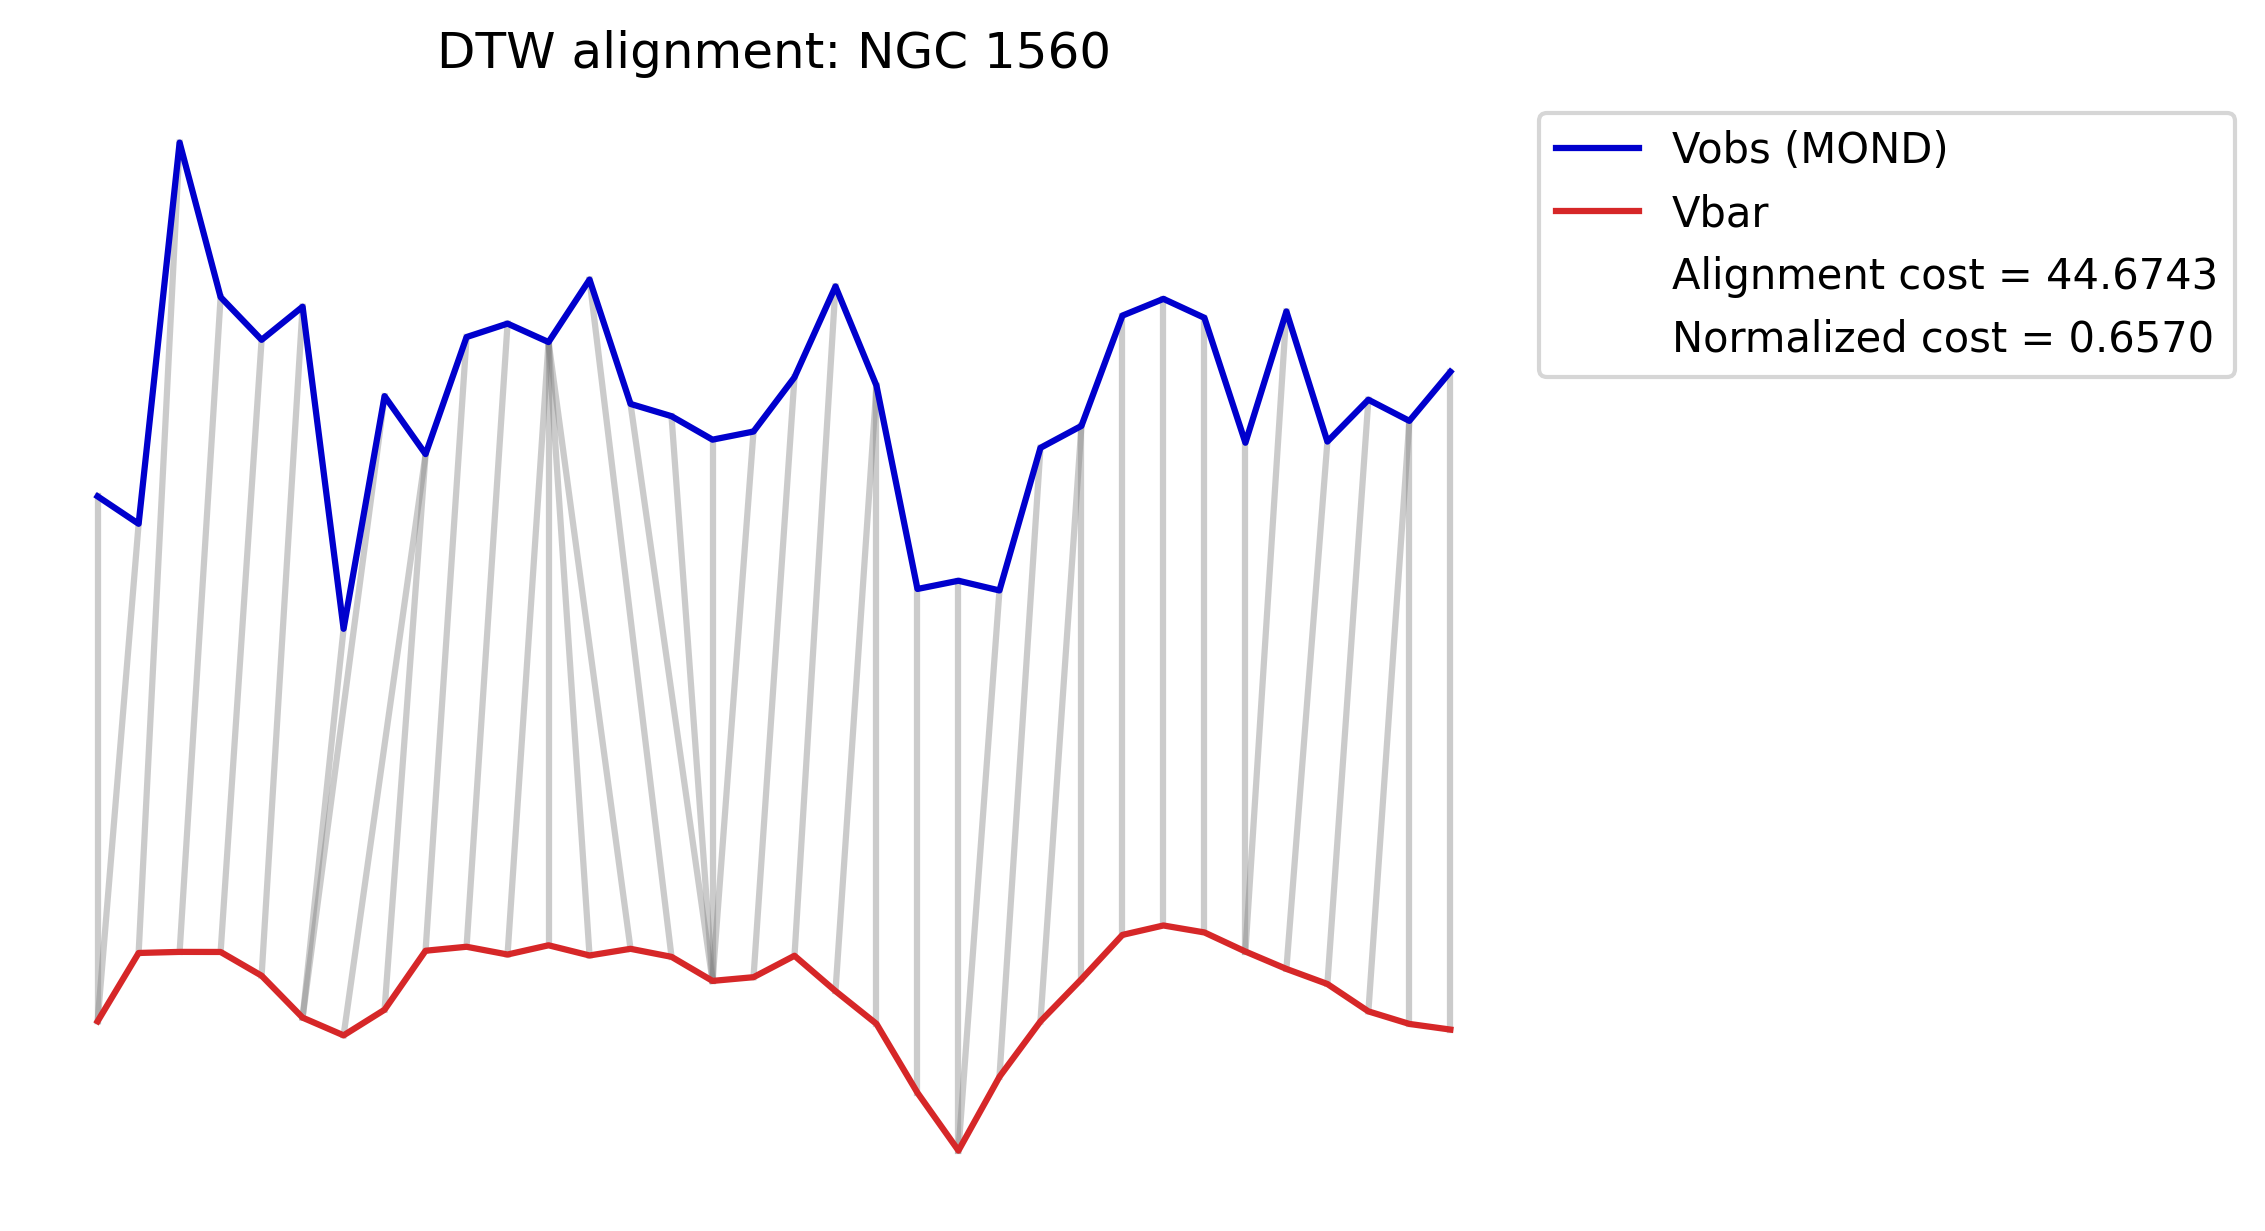 DTW alignment: NGC 1560
Vobs (MOND)
Vbar
Alignment cost = 44.6743
Normalized cost = 0.6570